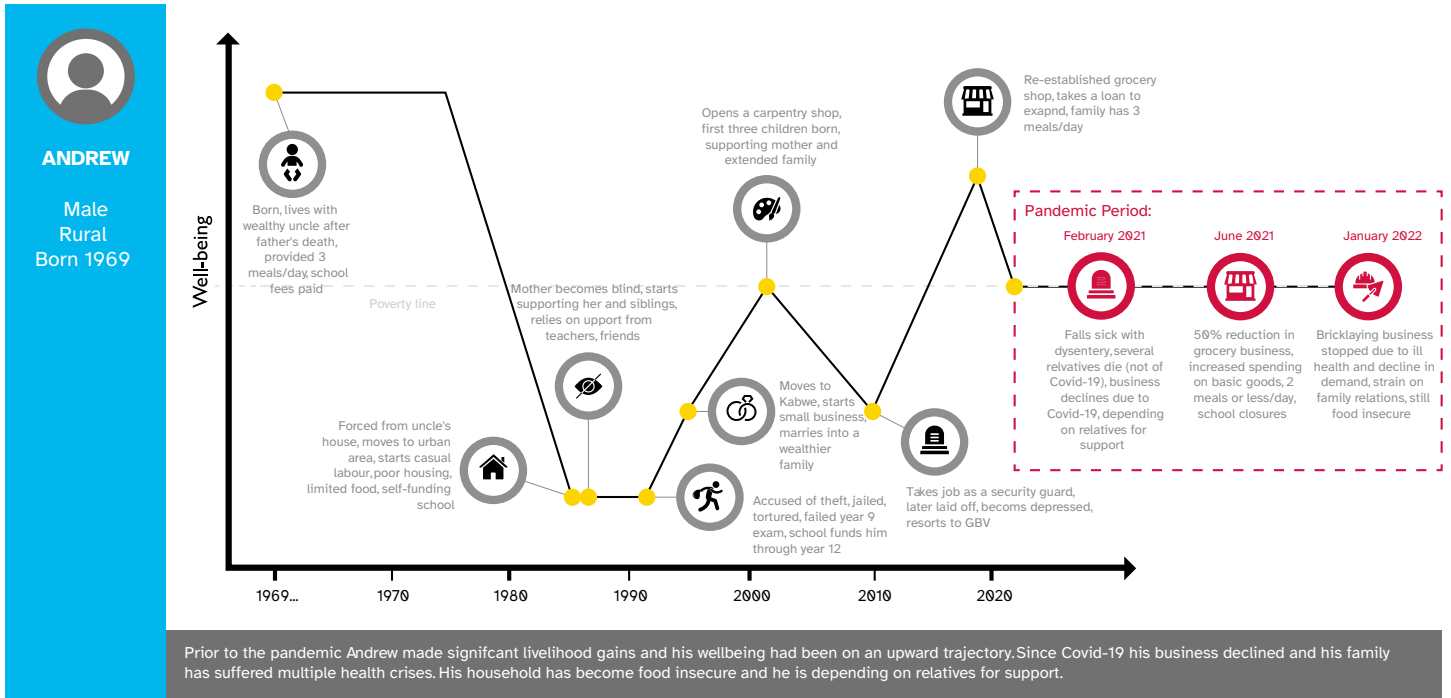 ANDREW
Male
Rural
Born 1969
Well-being
Poverty line
Born, lives with
wealthy uncle after
father's death,
provided 3
meals/day, school
fees paid
Forced from uncle's
house, moves to urban
area, starts casual
labour, poor housing,
limited food, self-funding
school
Mother becomes blind, starts
supporting her and siblings,
relies on upport from
teachers, friends
Accused of theft, jailed,
tortured, failed year 9
exam, school funds him
through year 12
Moves to
Kabwe, starts
small business,
marries into a
wealthier
family
Opens a carpentry shop,
first three children born,
supporting mother and
extended family
Takes job as a security guard,
later laid off, becoms depressed,
resorts to GBV
Re-established grocery
shop, takes a loan to
exapnd, family has 3
meals/day
Pandemic Period:
February 2021
Falls sick with
dysentery, several
relvatives die (not of
Covid-19), business
declines due to
Covid-19, depending
on relatives for
support
June 2021
50% reduction in
grocery business,
increased spending
on basic goods, 2
meals or less/day,
school closures
January 2022
Bricklaying business
stopped due to ill
health and decline in
demand, strain on
family relations, still
food insecure
1969... 1970 1980 1990 2000 2010 2020
Prior to the pandemic Andrew made signifcant livelihood gains and his wellbeing had been on an upward trajectory. Since Covid-19 his business declined and his family
has suffered multiple health crises. His household has become food insecure and he is depending on relatives for support.